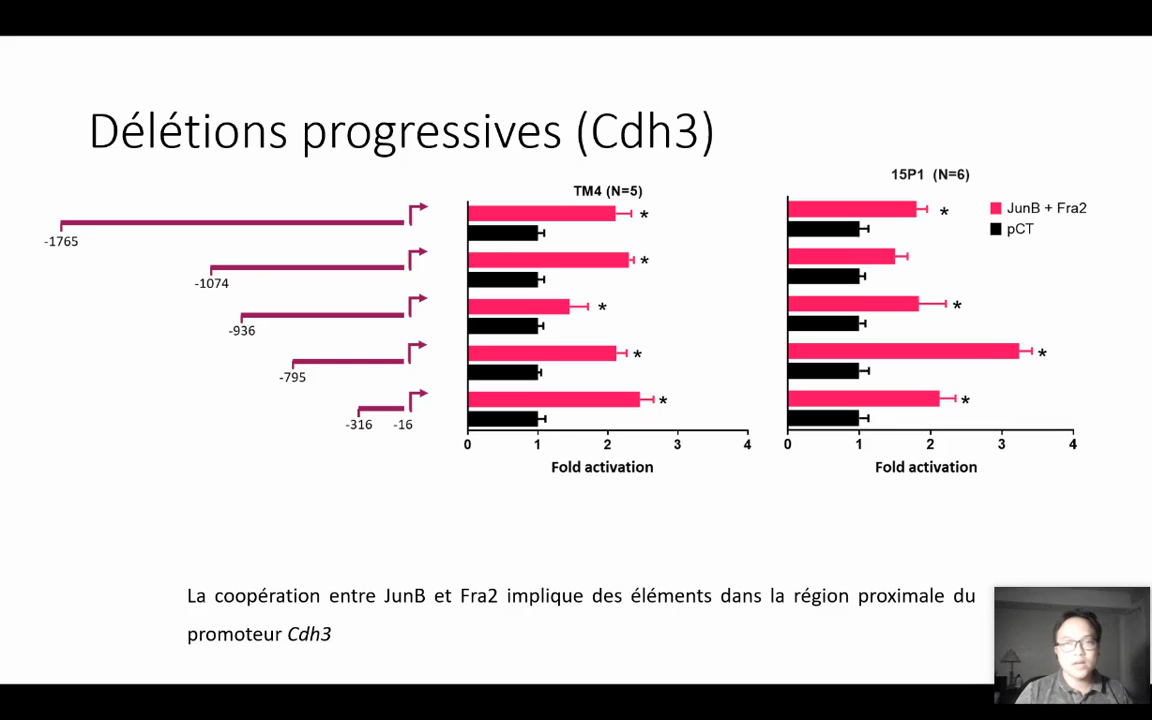 Délétions progressives (Cdh3)
-1765
-1074
-936
-795
-316 -16
TM4 (N=5)
*
*
*
*
*
0 1 2 3 4
Fold activation
15P1 (N=6)
*
*
*
*
0 1 2 3 4
Fold activation
JunB + Fra2
pCT
La coopération entre JunB et Fra2 implique des éléments dans la région proximale du
promoteur Cdh3